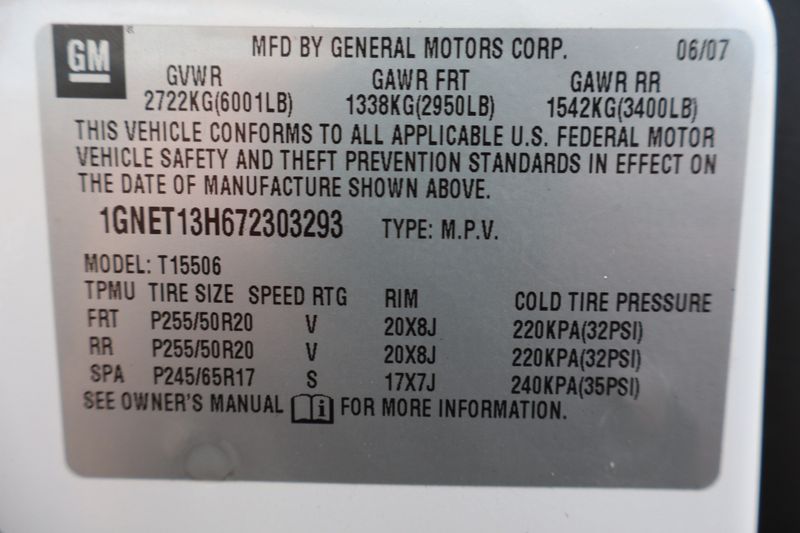 GM
MFD BY GENERAL MOTORS CORP. 06/07
GVWR GAWR FRT GAWR RR
2722KG(6001LB) 1338KG(2950LB) 1542KG(3400LB)
THIS VEHICLE CONFORMS TO ALL APPLICABLE U.S. FEDERAL MOTOR
VEHICLE SAFETY AND THEFT PREVENTION STANDARDS IN EFFECT ON
THE DATE OF MANUFACTURE SHOWN ABOVE.
1GNET13H672303293 TYPE: M.P.V.
MODEL: T15506
TPMU TIRE SIZE SPEED RTG RIM COLD TIRE PRESSURE
FRT P255/50R20 V 20X8J 220KPA(32PSI)
RR P255/50R20 V 20X8J 220KPA(32PSI)
SPA P245/65R17 S 17X7J 240KPA(35PSI)
SEE OWNER'S MANUAL i FOR MORE INFORMATION.